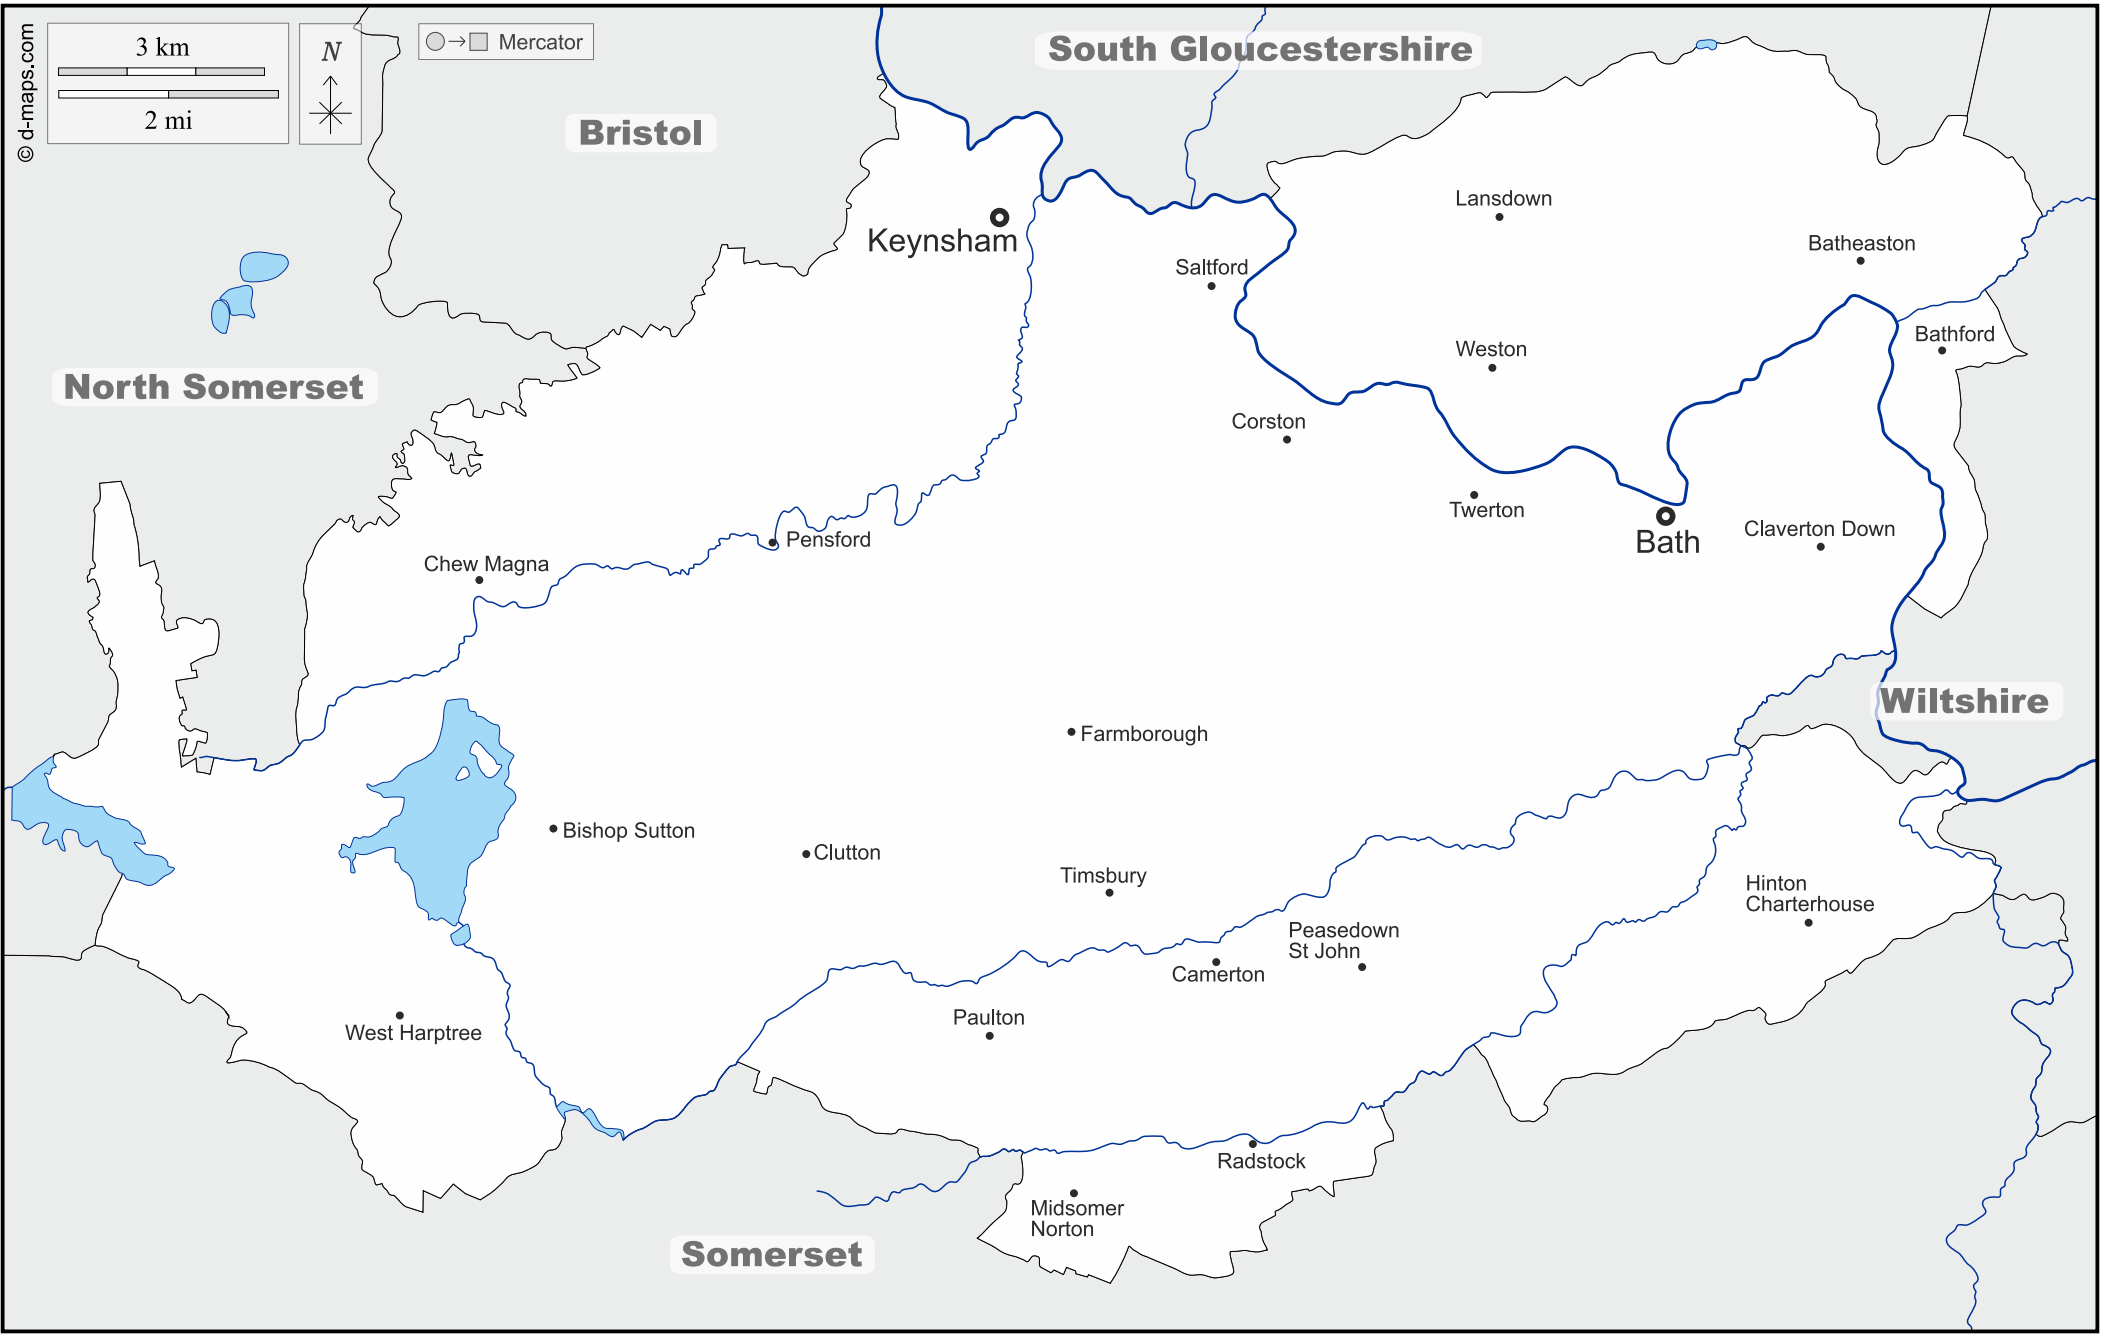 © d-maps.com
3 km
2 mi
N
Mercator
South Gloucestershire
Bristol
Lansdown
Keynsham
Batheaston
Saltford
Bathford
Weston
North Somerset
Corston
Twerton
Claverton Down
Pensford
Bath
Chew Magna
Wiltshire
Farmborough
Bishop Sutton
Clutton
Timsbury
Hinton
Charterhouse
Peasedown
St John
Camerton
Paulton
West Harptree
Radstock
Midsomer
Norton
Somerset